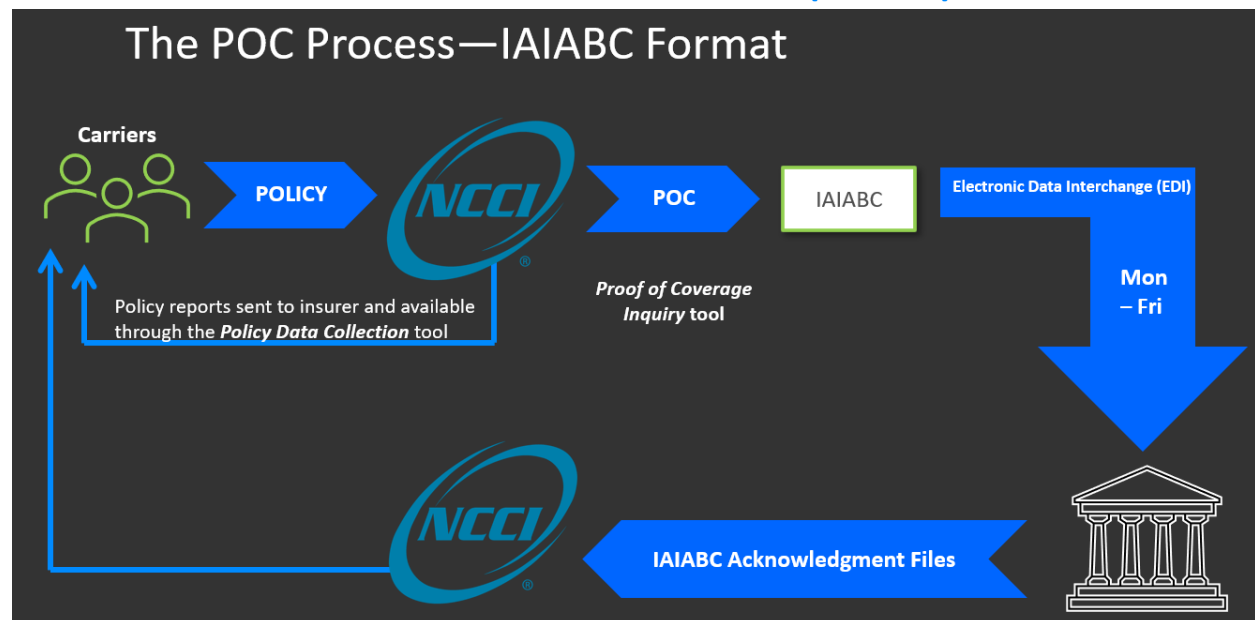 The POC Process—IAIABC Format
Carriers
POLICY
NCCI
®
POC
IAIABC
Electronic Data Interchange (EDI)
Mon
– Fri
Policy reports sent to insurer and available
through the Policy Data Collection tool
Proof of Coverage
Inquiry tool
NCCI
®
IAIABC Acknowledgment Files